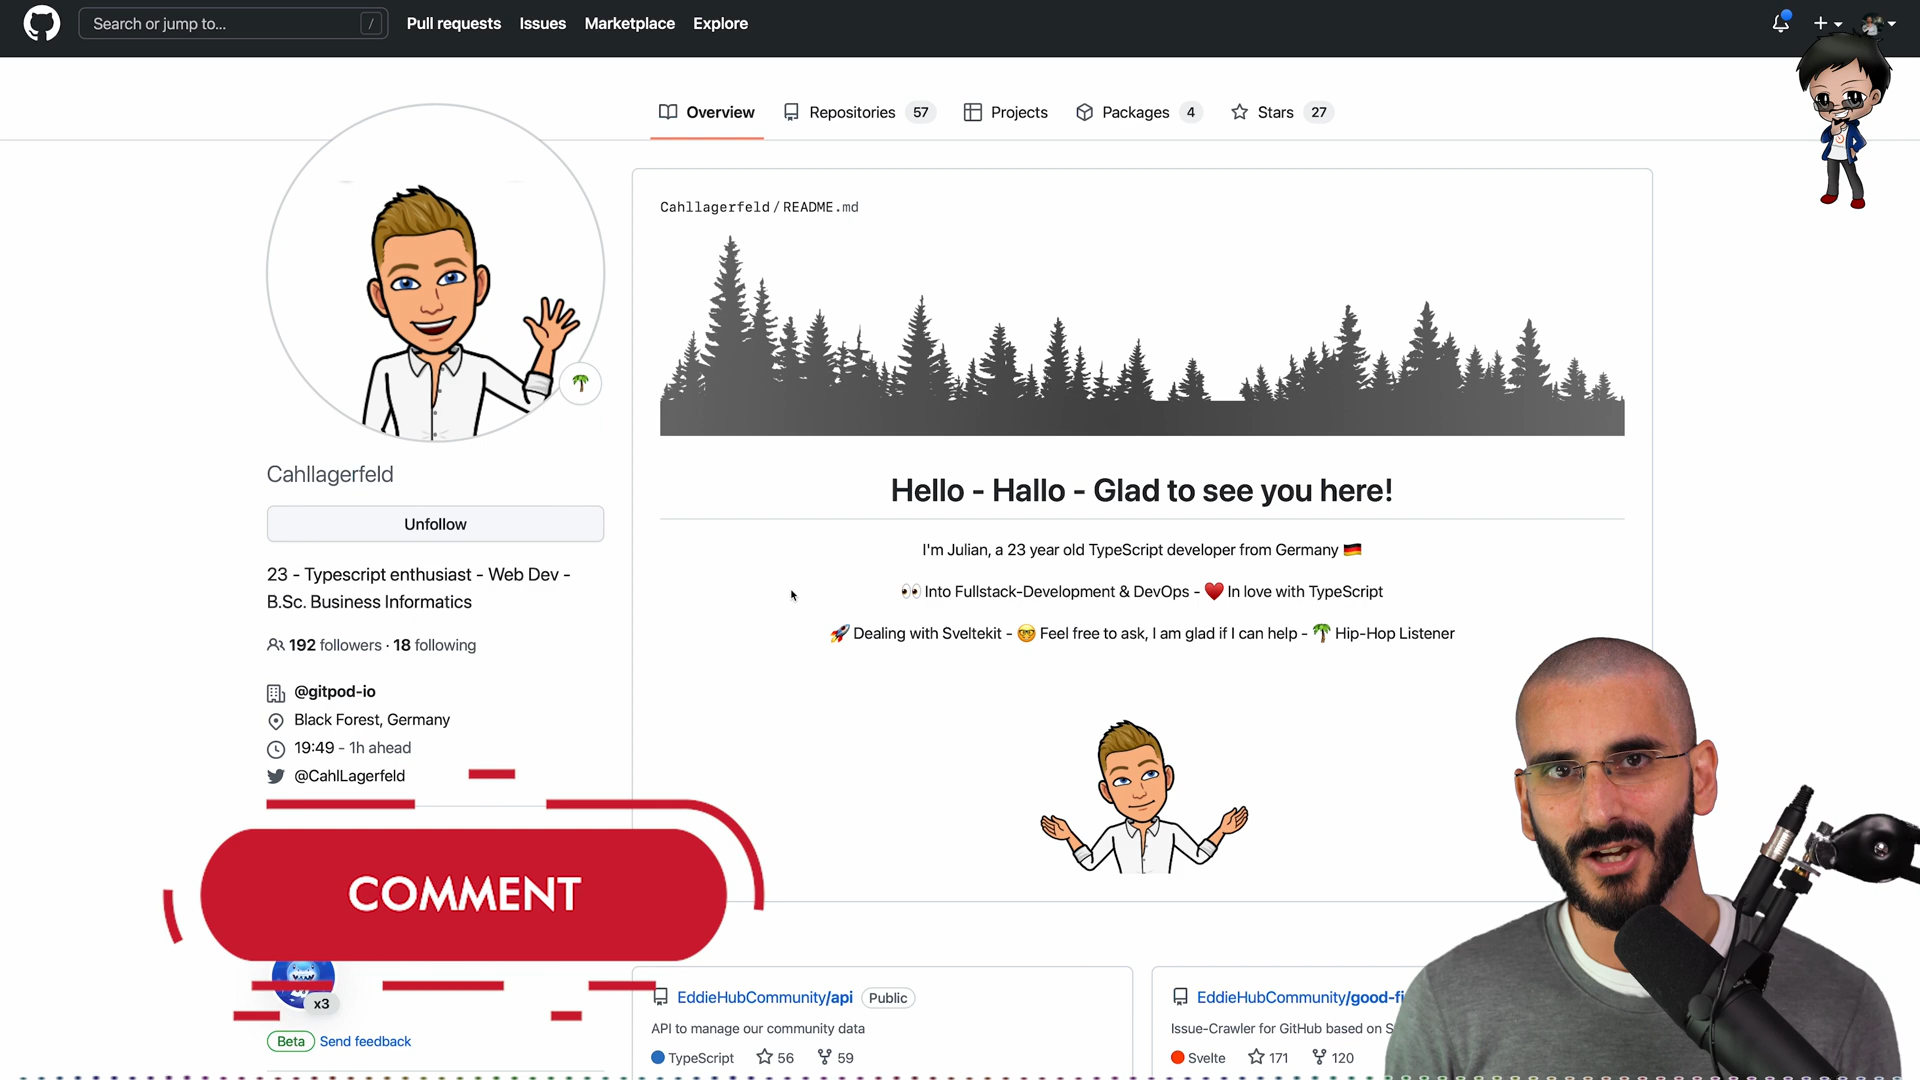 Search or jump to... /
Pull requests Issues Marketplace Explore
Overview Repositories 57 Projects Packages 4 Stars 27
Cahllagerfeld / README.md
Hello - Hallo - Glad to see you here!
I'm Julian, a 23 year old TypeScript developer from Germany 🇩🇪
👀 Into Fullstack-Development & DevOps - ❤️ In love with TypeScript
🚀 Dealing with Sveltekit - 🤓 Feel free to ask, I am glad if I can help - 🌴 Hip-Hop Listener
Cahllagerfeld
Unfollow
23 - Typescript enthusiast - Web Dev -
B.Sc. Business Informatics
192 followers · 18 following
@gitpod-io
Black Forest, Germany
19:49 - 1h ahead
@CahlLagerfeld
COMMENT
x3
Beta Send feedback
EddieHubCommunity/api Public
API to manage our community data
TypeScript 56 59
EddieHubCommunity/good-fi
Issue-Crawler for GitHub based on S
Svelte 171 120